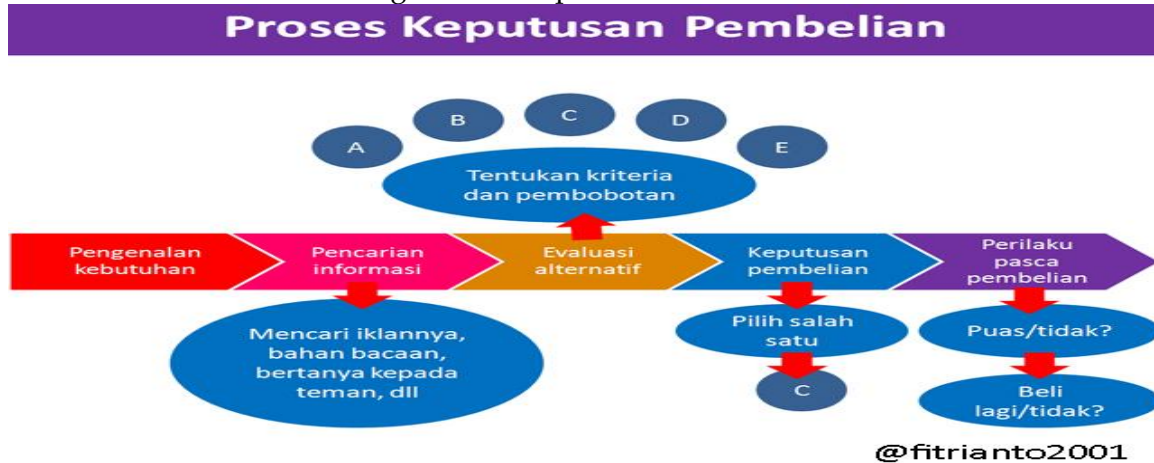 Proses Keputusan Pembelian
A
B
C
D
E
Tentukan kriteria
dan pembobotan
Pengenalan
kebutuhan
Pencarian
informasi
Evaluasi
alternatif
Keputusan
pembelian
Perilaku
pasca
pembelian
Mencari iklannya,
bahan bacaan,
bertanya kepada
teman, dll
Pilih salah
satu
C
Puas/tidak?
Beli
lagi/tidak?
@fitrianto2001